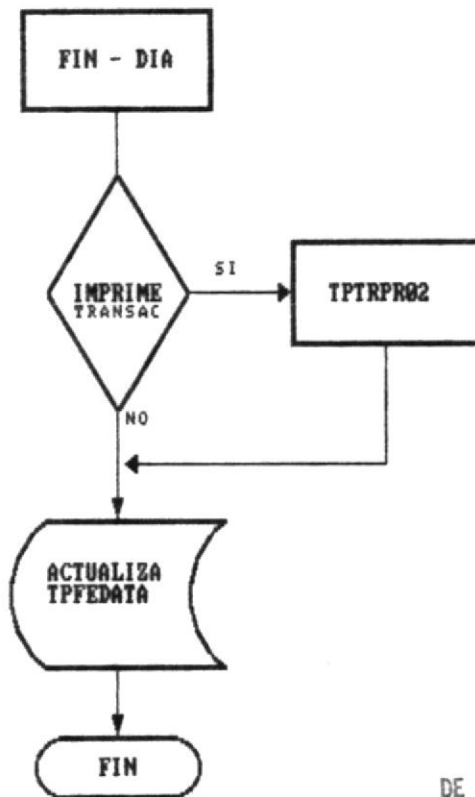 FIN - DIA
SI
IMPRIME
TRANSAC
TPTRPR02
NO
ACTUALIZA
TPFEDATA
FIN
DE